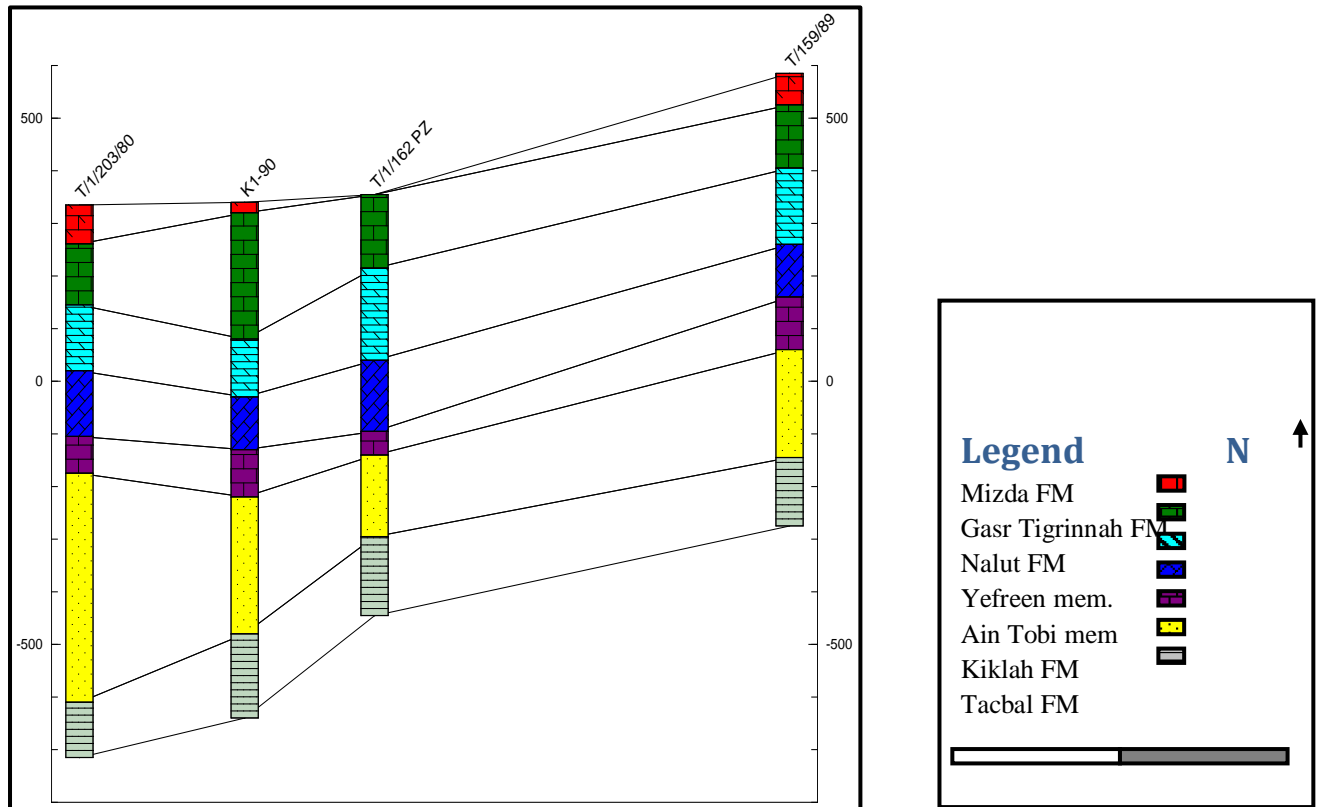 T/1/203/80
K1-90
T/1/162 PZ
T/159/89
500
0
-500
500
0
-500
Legend N
Mizda FM
Gasr Tigrinnah FM
Nalut FM
Yefreen mem.
Ain Tobi mem
Kiklah FM
Tacbal FM